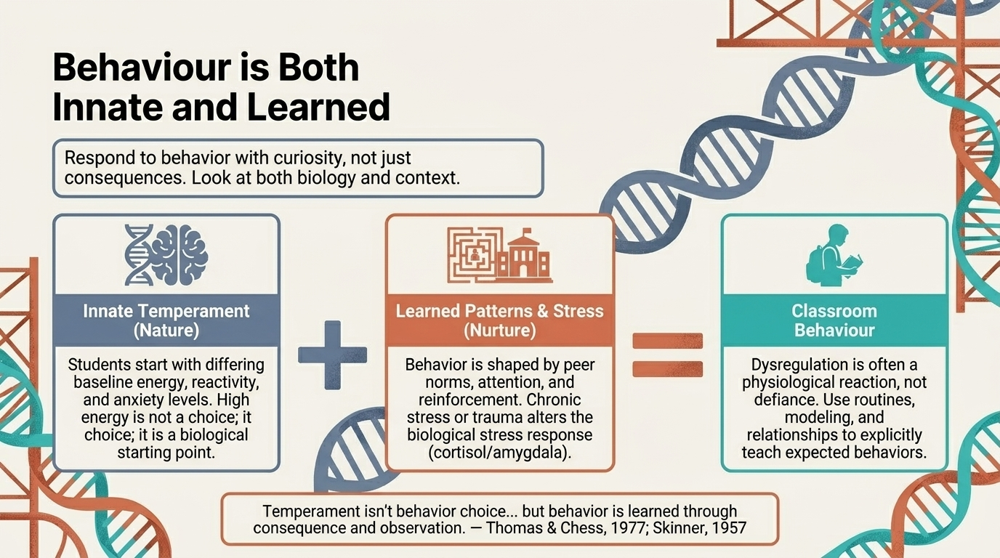 Behaviour is Both
Innate and Learned
Respond to behavior with curiosity, not just
consequences. Look at both biology and context.
Innate Temperament
(Nature)
Students start with differing
baseline energy, reactivity,
and anxiety levels. High
energy is not a choice; it
choice; it is a biological
starting point.
Learned Patterns & Stress
(Nurture)
Behavior is shaped by peer
norms, attention, and
reinforcement. Chronic
stress or trauma alters the
biological stress response
(cortisol/amygdala).
Classroom
Behaviour
Dysregulation is often a
physiological reaction, not
defiance. Use routines,
modeling, and
relationships to explicitly
teach expected behaviors.
Temperament isn't behavior choice... but behavior is learned through
consequence and observation. — Thomas & Chess, 1977; Skinner, 1957